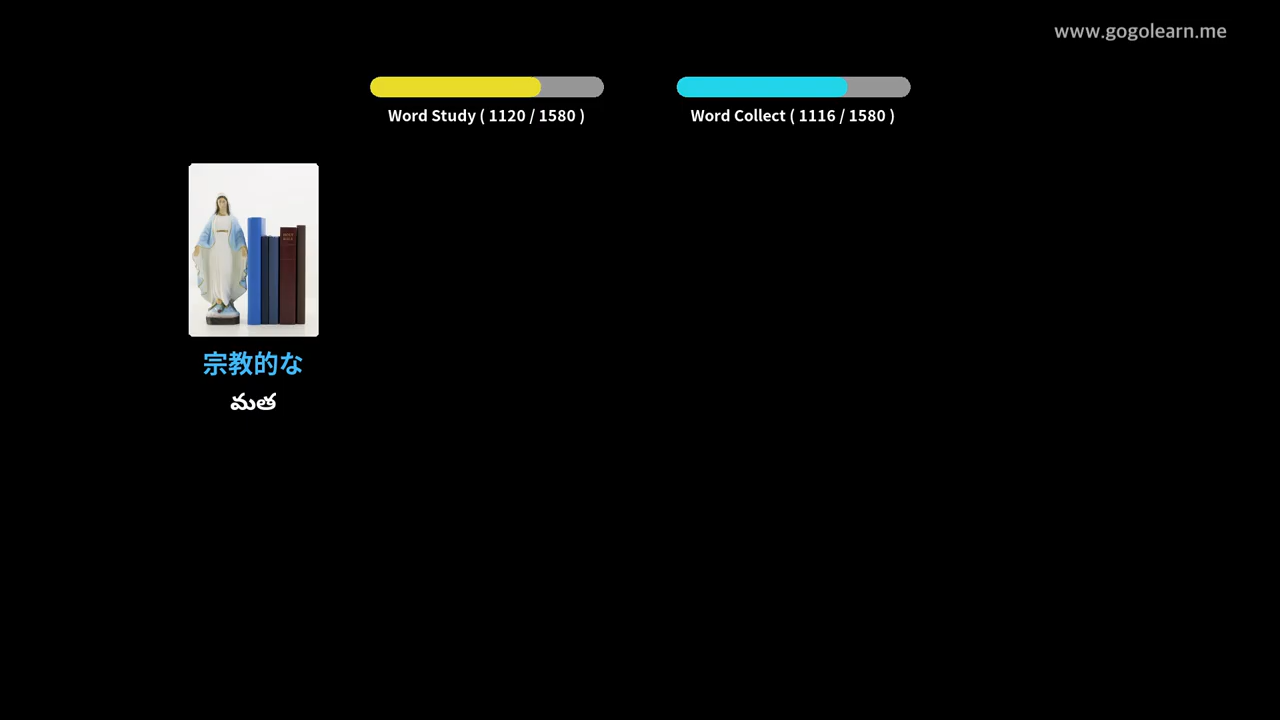 www.gogolearn.me
Word Study ( 1120 / 1580 )
Word Collect ( 1116 / 1580 )
宗教的な
మత